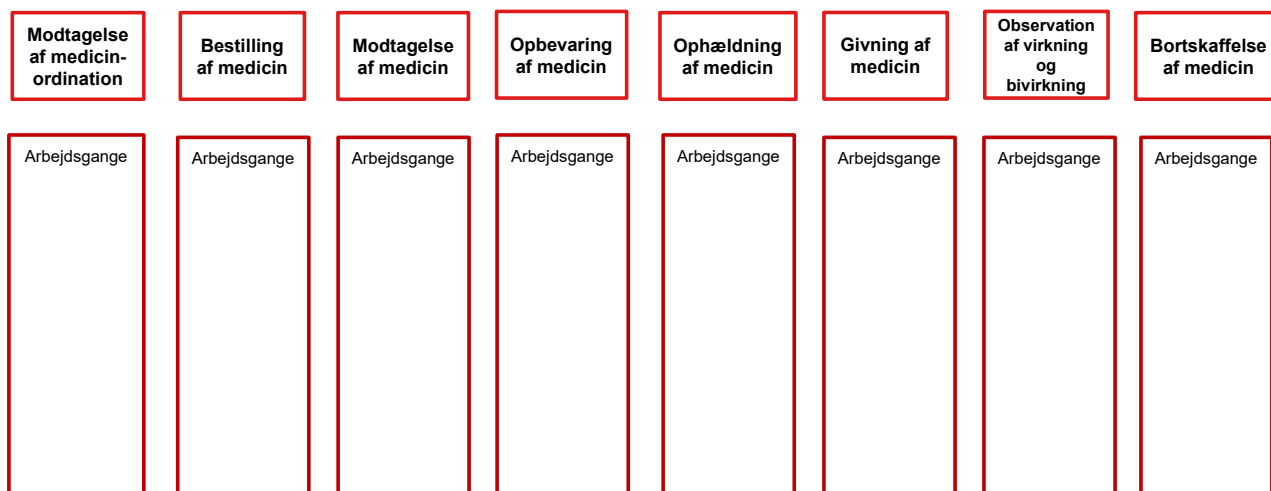 Modtagelse
af medicin-
ordination
Bestilling
af medicin
Modtagelse
af medicin
Opbevaring
af medicin
Ophældning
af medicin
Givning af
medicin
Observation
af virkning
og
bivirkning
Bortskaffelse
af medicin
Arbejdsgange
Arbejdsgange
Arbejdsgange
Arbejdsgange
Arbejdsgange
Arbejdsgange
Arbejdsgange
Arbejdsgange